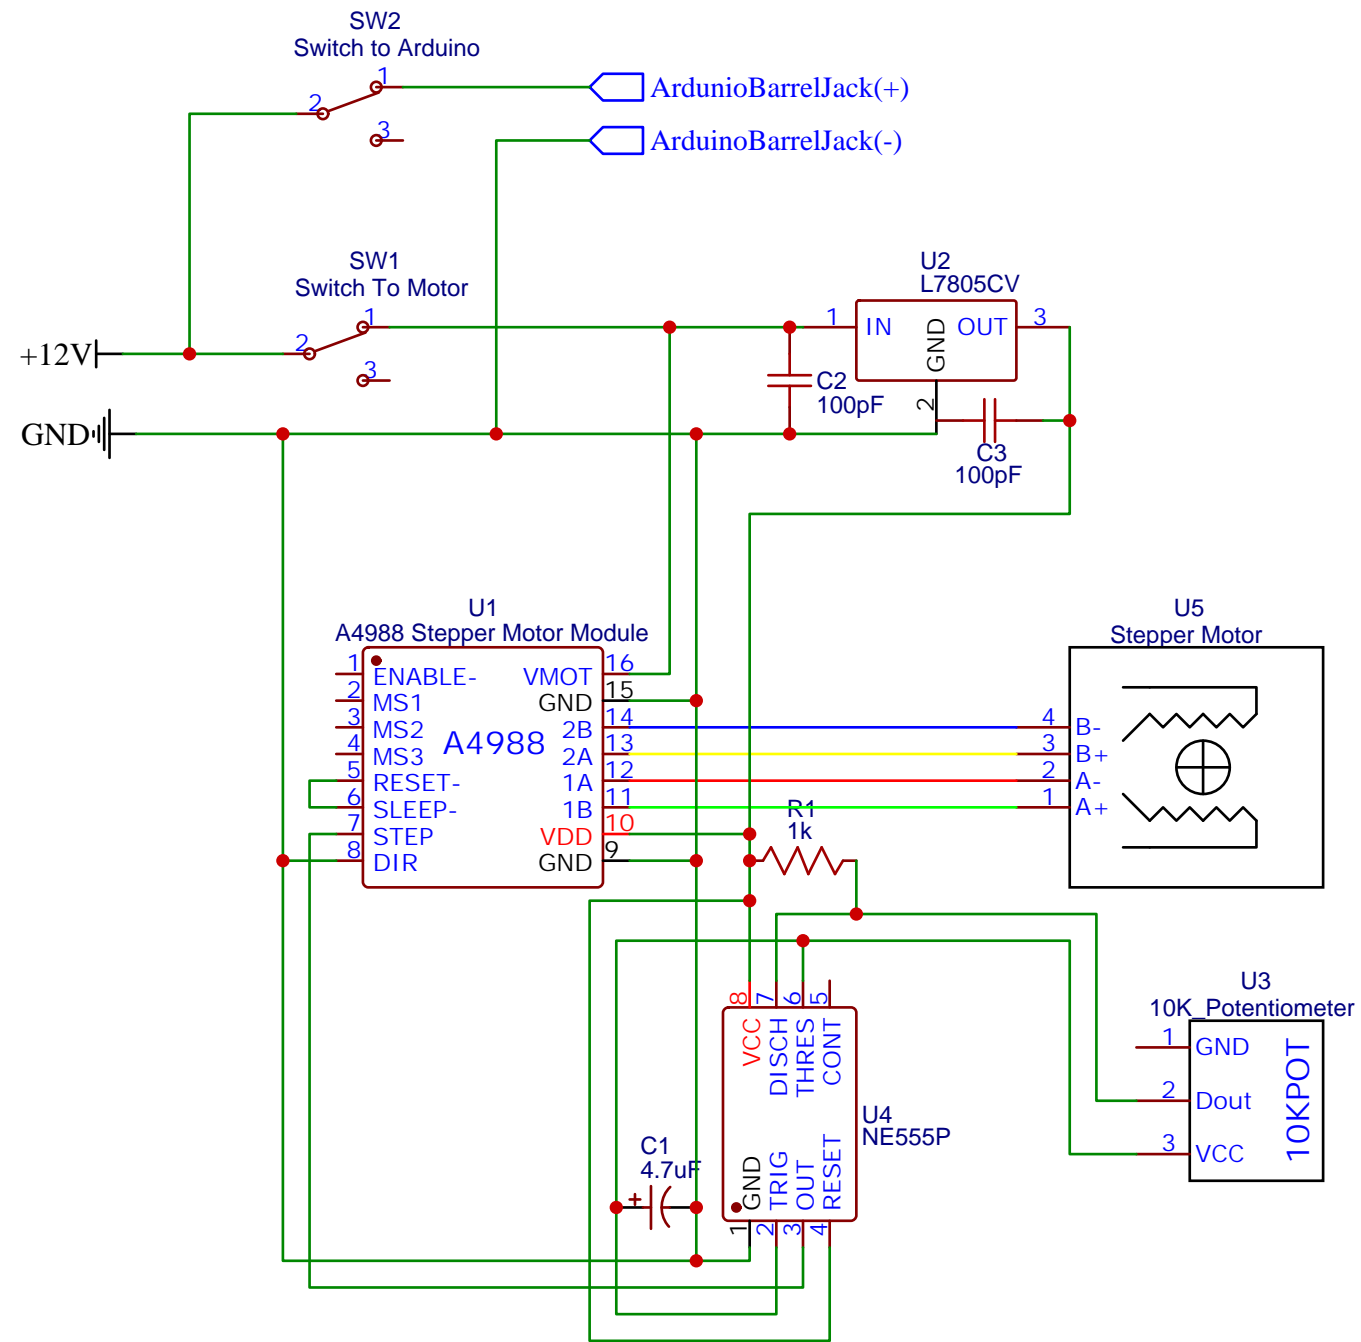 SW2
Switch to Arduino
1
2
3
ArdunioBarrelJack(+)
ArduinoBarrelJack(-)
SW1
Switch To Motor
1
2
3
+12V
GND
U2
L7805CV
1
IN
GND
OUT
3
2
C2
100pF
C3
100pF
U1
A4988 Stepper Motor Module
A4988
1 ENABLE-
2 MS1
3 MS2
4 MS3
5 RESET-
6 SLEEP-
7 STEP
8 DIR
VMOT 16
GND 15
2B 14
2A 13
1A 12
1B 11
VDD 10
GND 9
U5
Stepper Motor
4 B-
3 B+
2 A-
1 A+
R1
1k
U3
10K_Potentiometer
1 GND
2 Dout
3 VCC
10KPOT
8 VCC
7 DISCH
6 THRES
5 CONT
U4
NE555P
1 GND
2 TRIG
3 OUT
4 RESET
C1
4.7uF
+